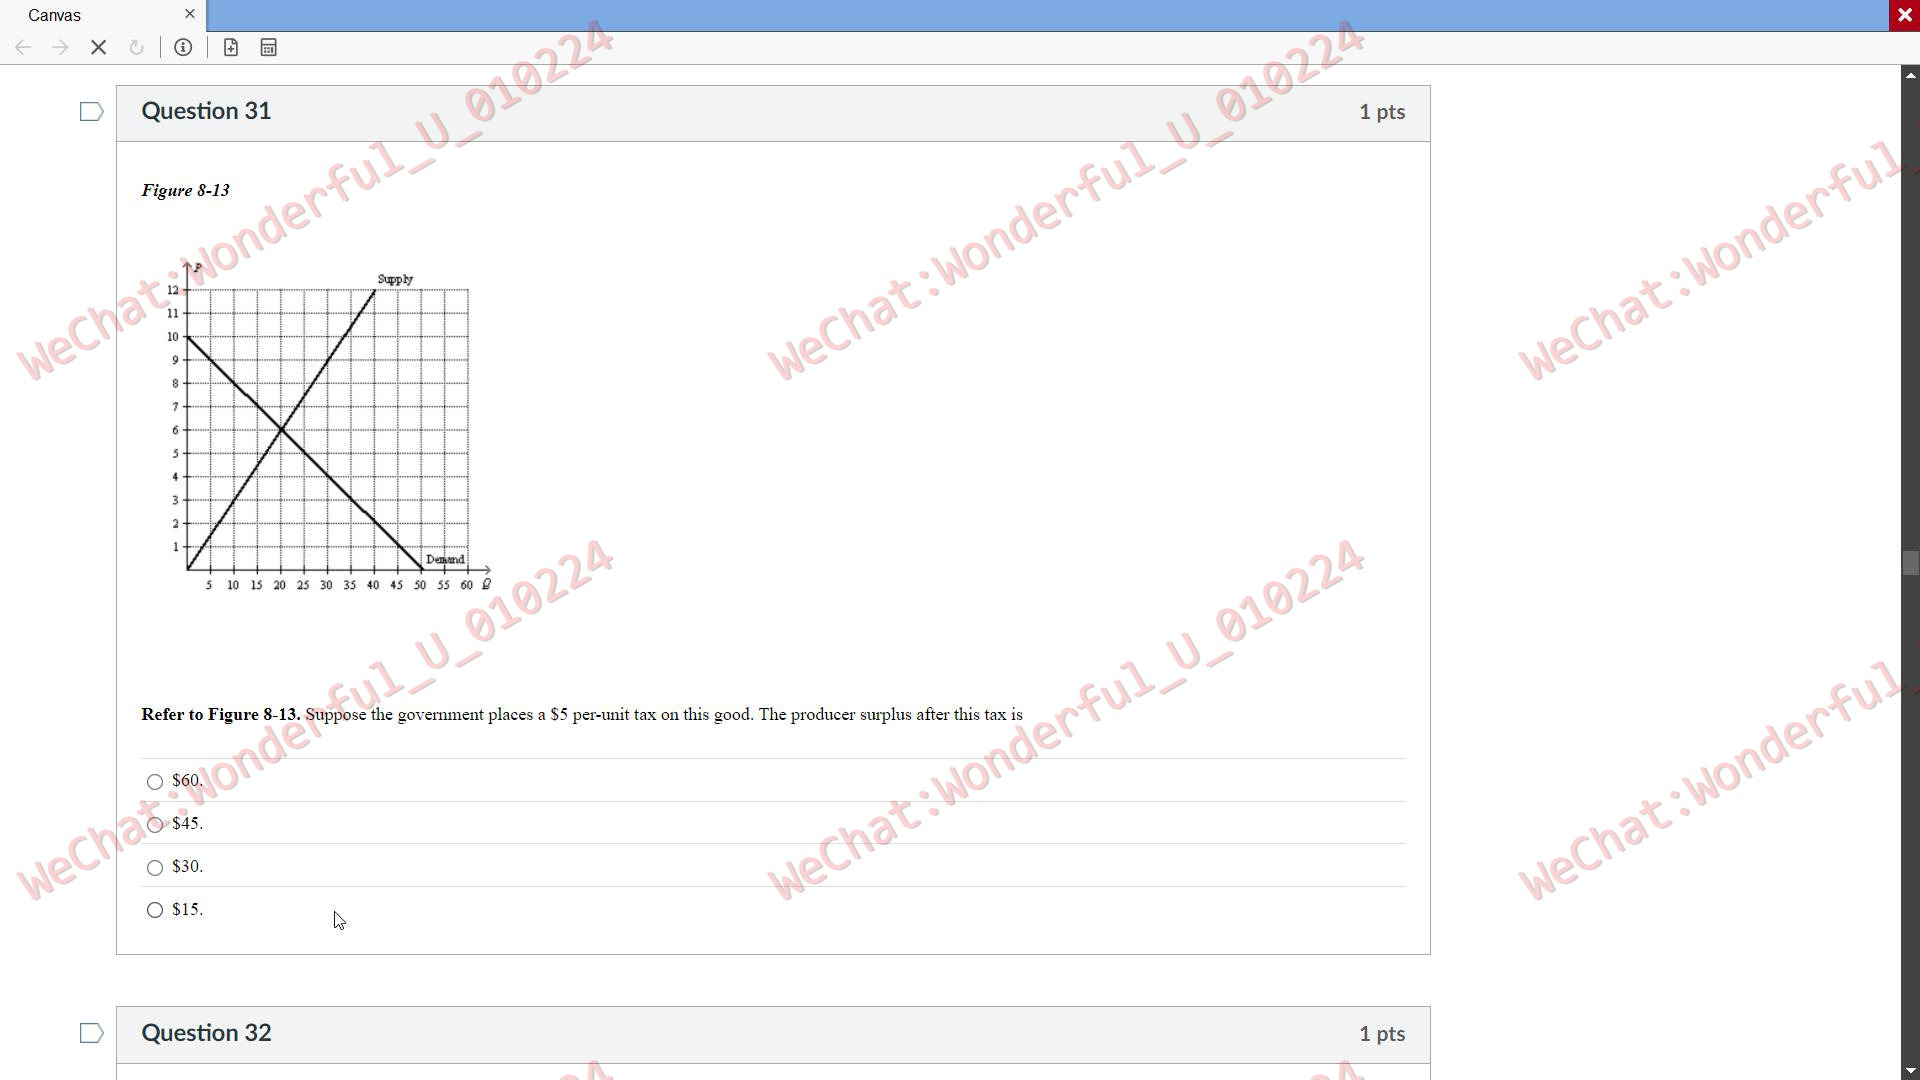 Canvas
Question 31
1 pts
Figure 8-13
P
Supply
12
11
10
9
8
7
6
5
4
3
2
1
Demand
5 10 15 20 25 30 35 40 45 50 55 60 Q
Refer to Figure 8-13. Suppose the government places a $5 per-unit tax on this good. The producer surplus after this tax is
$60.
$45.
$30.
$15.
Question 32
1 pts
WeChat:Wonderful_U_010224
WeChat:Wonderful_U_010224
WeChat:Wonderful
WeChat:Wonderful_U_010224
WeChat:Wonderful_U_010224
WeChat:Wonderful